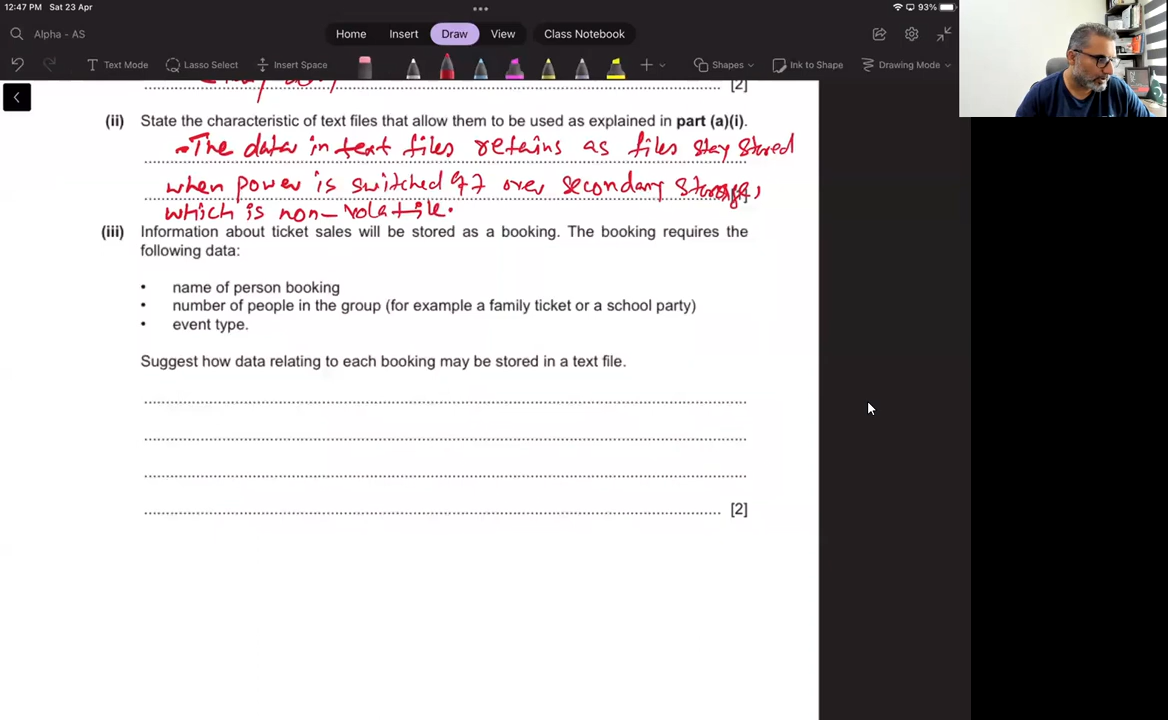 12:47 PM Sat 23 Apr
93%
Alpha - AS
Home Insert Draw View Class Notebook
Text Mode Lasso Select Insert Space Shapes Ink to Shape Drawing Mode
[2]
(ii) State the characteristic of text files that allow them to be used as explained in part (a)(i).
The data in text files retains as files stay stored
when power is switched off over secondary storage,
which is non-volatile.
(iii) Information about ticket sales will be stored as a booking. The booking requires the
following data:
• name of person booking
• number of people in the group (for example a family ticket or a school party)
• event type.
Suggest how data relating to each booking may be stored in a text file.
[2]